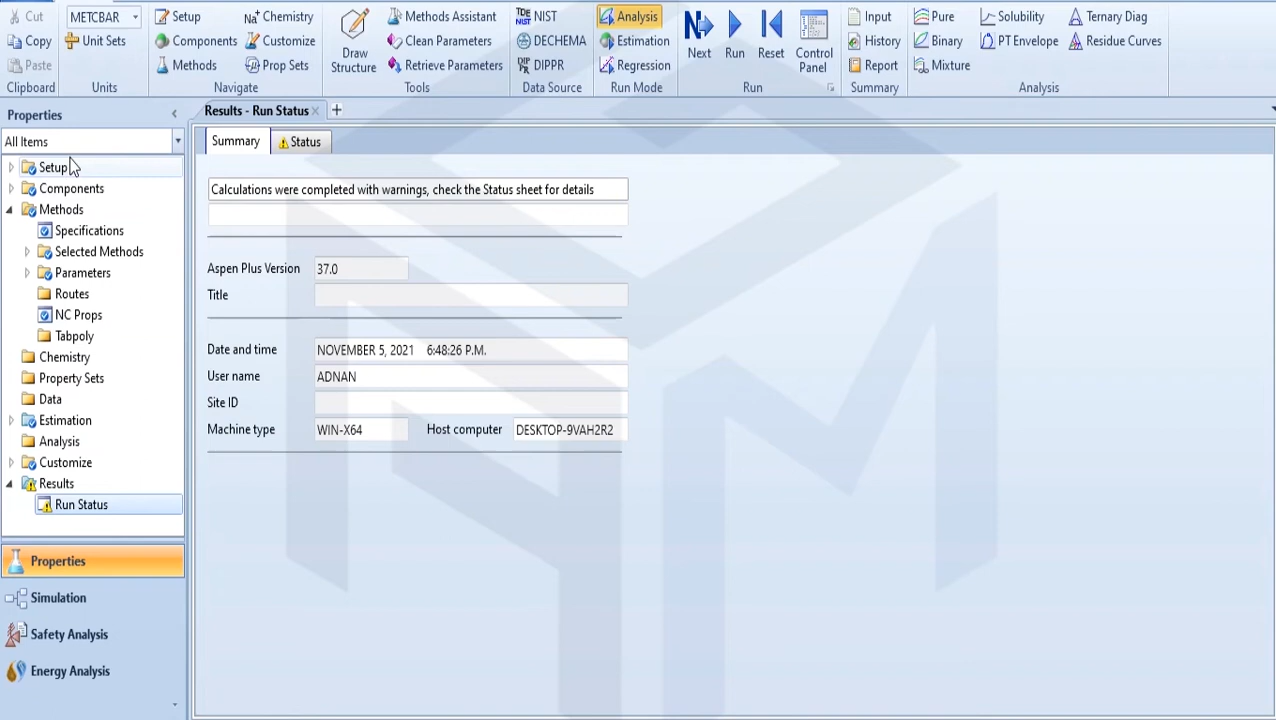 Cut
METCBAR
Setup
Chemistry
Methods Assistant
TDE NIST
NIST
Analysis
Input
Pure
Solubility
Ternary Diag
Copy
Unit Sets
Components
Customize
Draw Structure
Clean Parameters
DECHEMA
Estimation
Next
Run
Reset
Control Panel
History
Binary
PT Envelope
Residue Curves
Paste
Methods
Prop Sets
Retrieve Parameters
DIPPR
Regression
Report
Mixture
Clipboard
Units
Navigate
Tools
Data Source
Run Mode
Run
Summary
Analysis
Properties
Results - Run Status
All Items
Summary
Status
Setup
Components
Methods
Specifications
Selected Methods
Parameters
Routes
NC Props
Tabpoly
Chemistry
Property Sets
Data
Estimation
Analysis
Customize
Results
Run Status
Properties
Simulation
Safety Analysis
Energy Analysis
Calculations were completed with warnings, check the Status sheet for details
Aspen Plus Version 37.0
Title
Date and time NOVEMBER 5, 2021 6:48:26 P.M.
User name ADNAN
Site ID
Machine type WIN-X64 Host computer DESKTOP-9VAH2R2